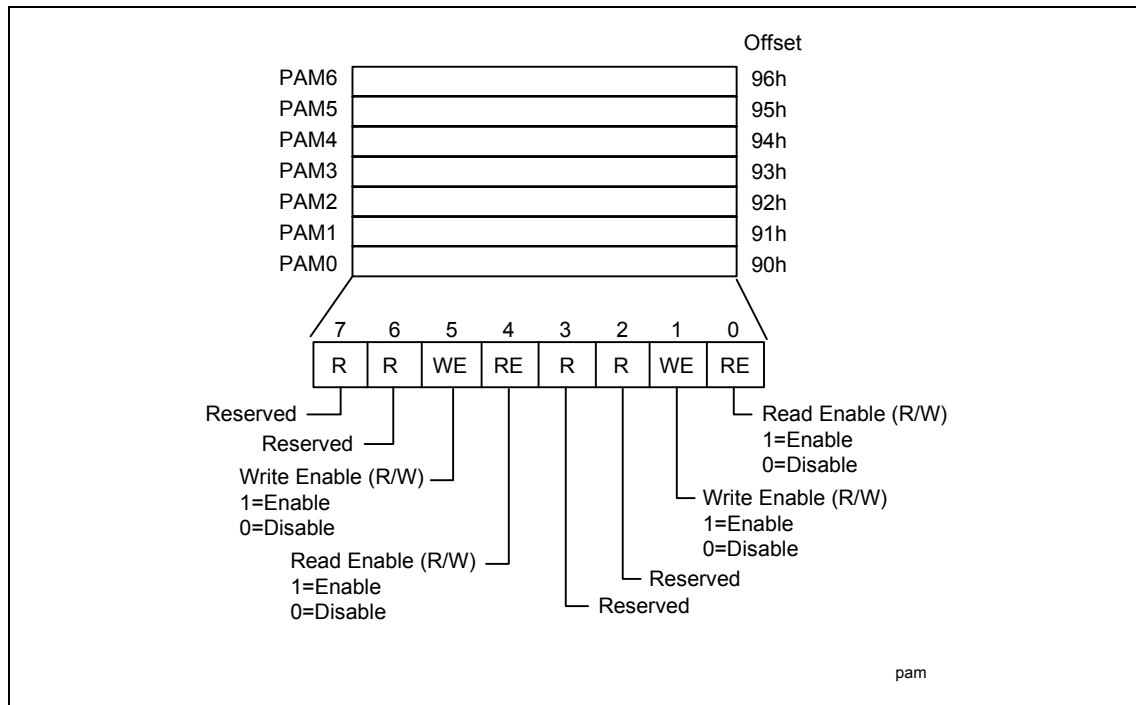 Offset
PAM6 96h
PAM5 95h
PAM4 94h
PAM3 93h
PAM2 92h
PAM1 91h
PAM0 90h
7 6 5 4 3 2 1 0
R R WE RE R R WE RE
Reserved
Reserved
Write Enable (R/W)
1=Enable
0=Disable
Read Enable (R/W)
1=Enable
0=Disable
Reserved
Reserved
Write Enable (R/W)
1=Enable
0=Disable
Read Enable (R/W)
1=Enable
0=Disable
pam